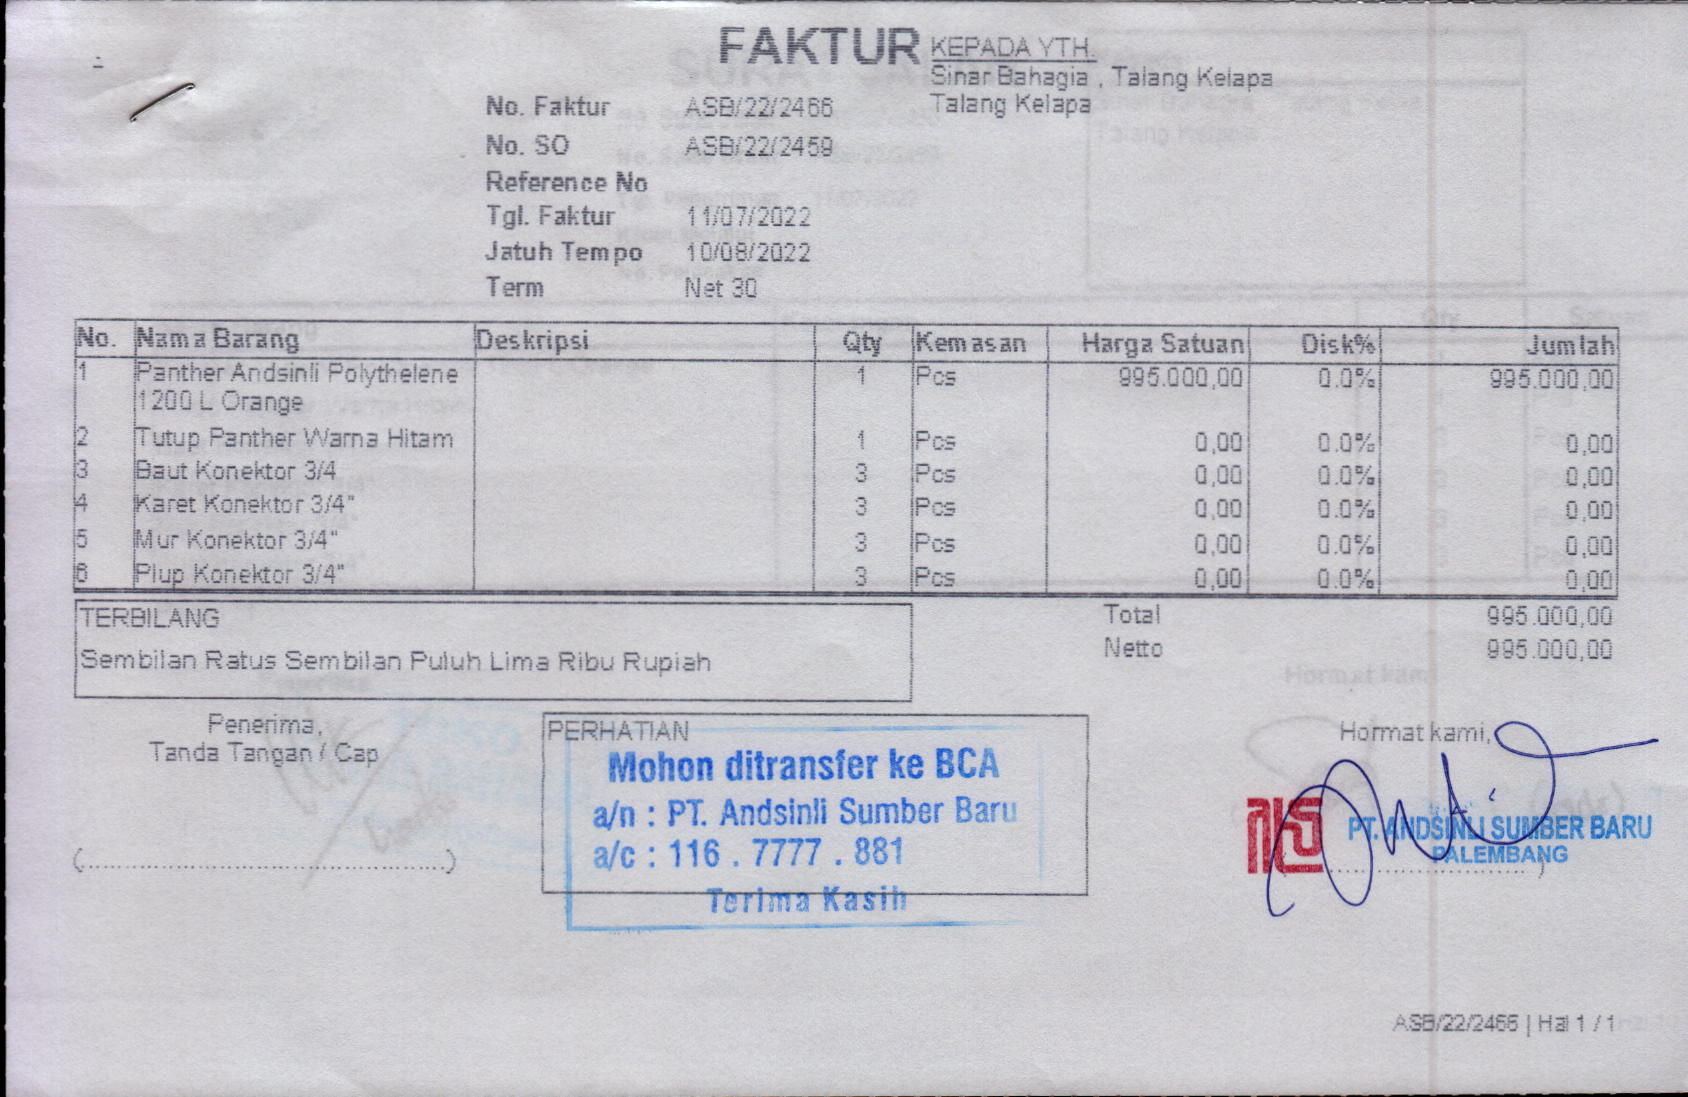 FAKTUR
KEPADA YTH.
Sinar Bahagia , Talang Kelapa
Talang Kelapa
No. Faktur ASB/22/2466
No. SO ASB/22/2459
Reference No
Tgl. Faktur 11/07/2022
Jatuh Tempo 10/08/2022
Term Net 30
No. Nama Barang Deskripsi Qty Kemasan Harga Satuan Disk% Jumlah
1 Panther Andsinli Polythelene 1 Pcs 995.000,00 0.0% 995.000,00
1200 L Orange
2 Tutup Panther Warna Hitam 1 Pcs 0,00 0.0% 0,00
3 Baut Konektor 3/4 3 Pcs 0,00 0.0% 0,00
4 Karet Konektor 3/4" 3 Pcs 0,00 0.0% 0,00
5 Mur Konektor 3/4" 3 Pcs 0,00 0.0% 0,00
6 Plup Konektor 3/4" 3 Pcs 0,00 0.0% 0,00
TERBILANG
Sembilan Ratus Sembilan Puluh Lima Ribu Rupiah
Total 995.000,00
Netto 995.000,00
Penerima,
Tanda Tangan / Cap
(..............................................)
PERHATIAN
Mohon ditransfer ke BCA
a/n : PT. Andsinli Sumber Baru
a/c : 116 . 7777 . 881
Terima Kasih
Hormat kami,
PT. ANDSINLI SUMBER BARU
PALEMBANG
ASB/22/2466 | Hal 1 / 1